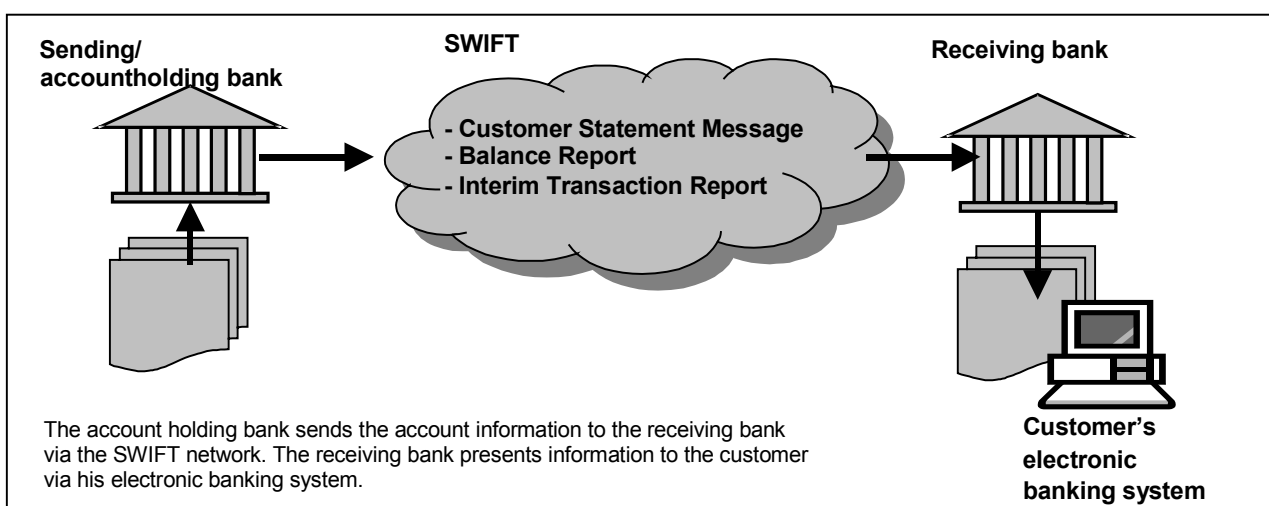 Sending/
accountholding bank
SWIFT
Receiving bank
- Customer Statement Message
- Balance Report
- Interim Transaction Report
The account holding bank sends the account information to the receiving bank
via the SWIFT network. The receiving bank presents information to the customer
via his electronic banking system.
Customer's
electronic
banking system